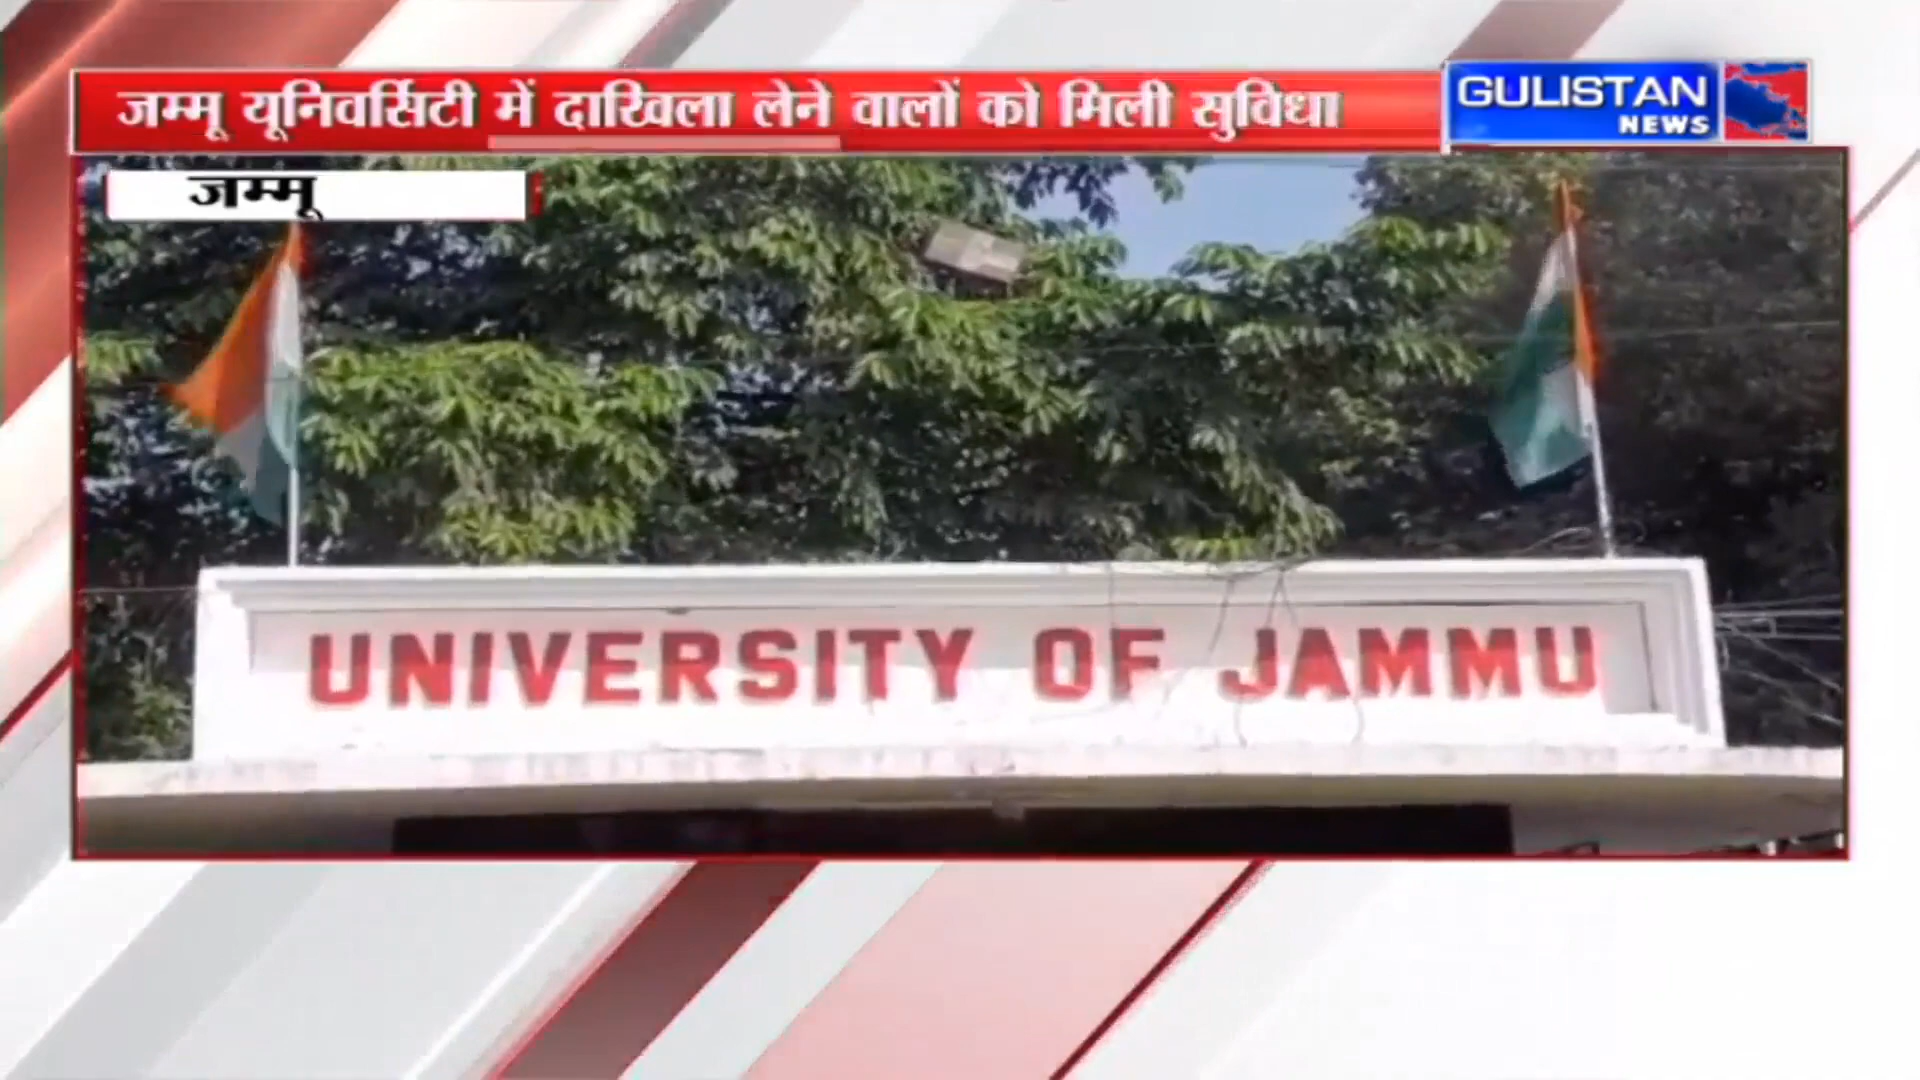 जम्मू यूनिवर्सिटी में दाखिला लेने वालों को मिली सुविधा
GULISTAN
NEWS
जम्मू
UNIVERSITY OF JAMMU